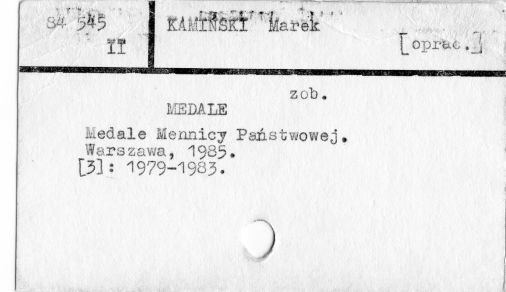 84 545
II
KAMIŃSKI Marek
[oprac.]
zob.
MEDALE
Medale Mennicy Państwowej.
Warszawa, 1985.
[3]: 1979-1983.